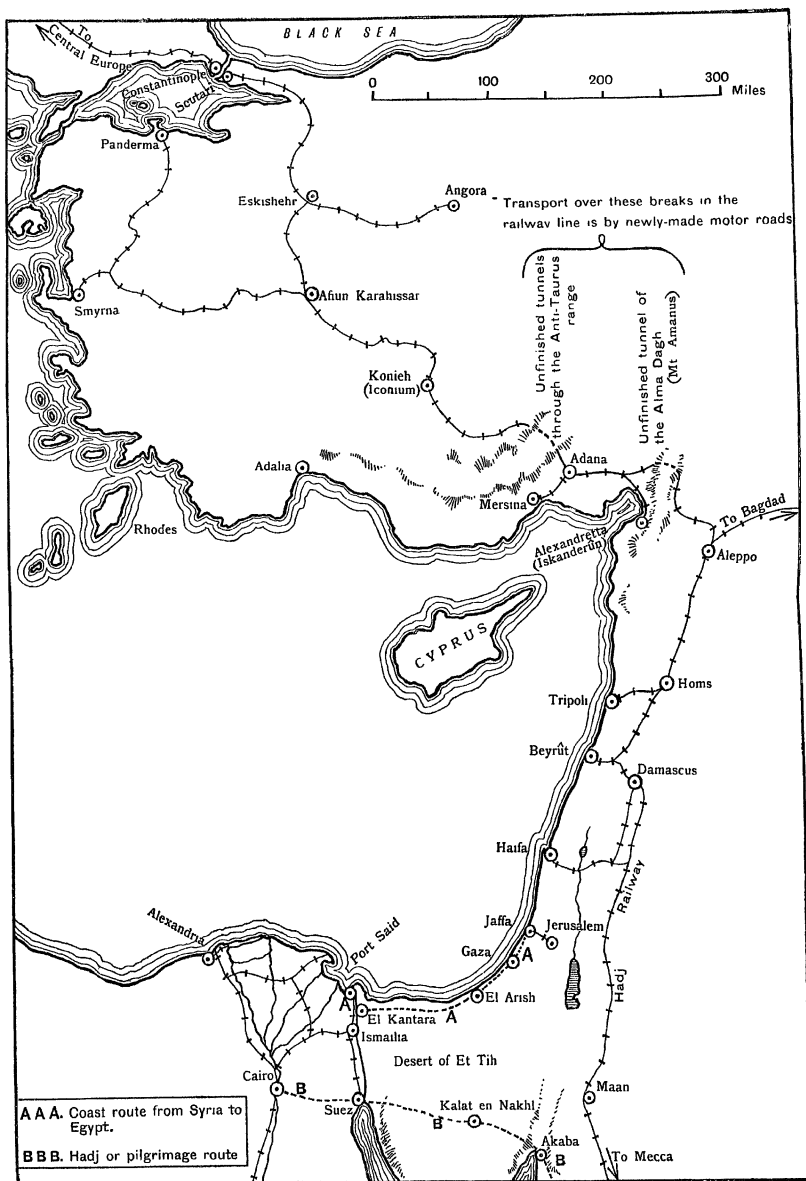 BLACK SEA
To
Central Europe
Constantinople
Scutari
0 100 200 300 Miles
Panderma
Eskishehr
Angora
Transport over these breaks in the
railway line is by newly-made motor roads
Unfinished tunnels
through the Anti-Taurus
range
Unfinished tunnel of
the Alma Dagh
(Mt Amanus)
Smyrna
Afiun Karahissar
Konieh
(Iconium)
Adalia
Adana
Mersina
Rhodes
Alexandretta
(Iskanderûn)
To Bagdad
Aleppo
CYPRUS
Homs
Tripoli
Beyrût
Damascus
Haifa
Railway
Hadj
Jaffa
Jerusalem
Gaza
A
Alexandria
Port Said
El Arish
A
El Kantara
A
Ismailia
Desert of Et Tih
Cairo
B
Suez
Kalat en Nakhl
B
Maan
Akaba
B
To Mecca
A A A. Coast route from Syria to
Egypt.
B B B. Hadj or pilgrimage route